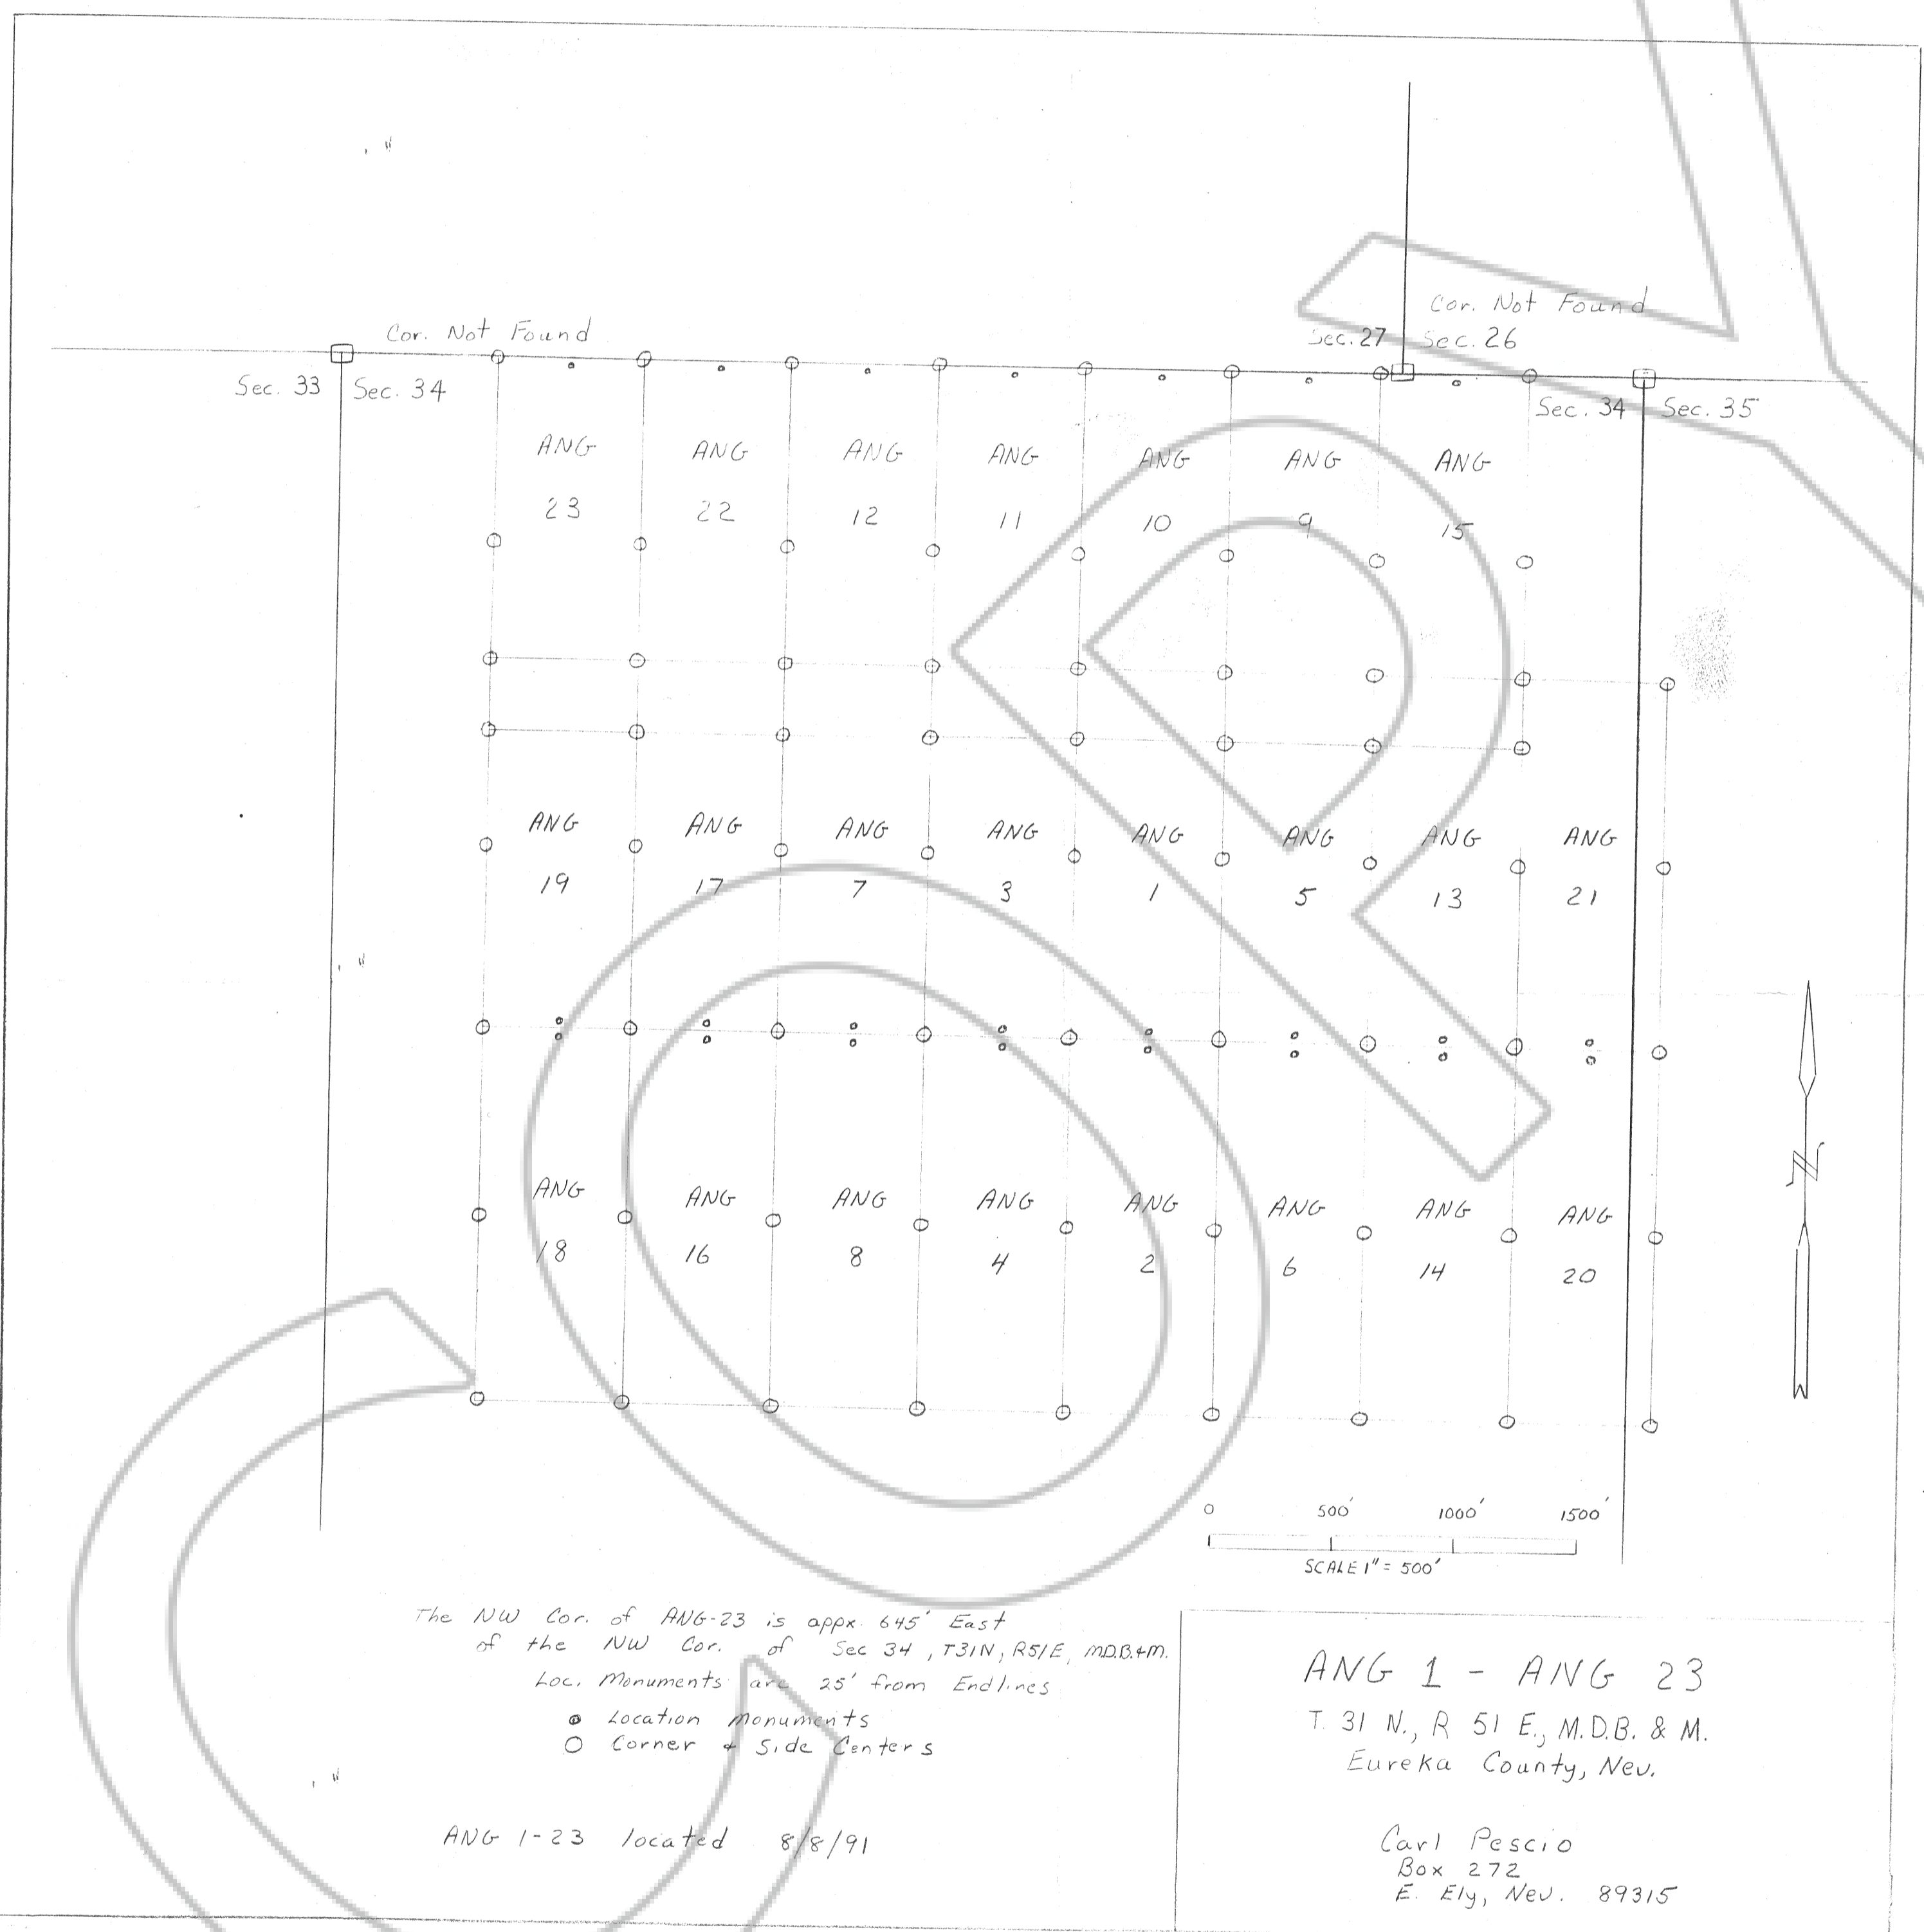 Cor. Not Found
Cor. Not Found
Sec. 27 Sec. 26
Sec. 33 Sec. 34
Sec. 34 Sec. 35
ANG ANG ANG ANG ANG ANG ANG
23 22 12 11 10 9 15
ANG ANG ANG ANG ANG ANG ANG ANG
19 17 7 3 1 5 13 21
ANG ANG ANG ANG ANG ANG ANG ANG
18 16 8 4 2 6 14 20
N
0 500' 1000' 1500'
SCALE 1" = 500'
The NW Cor. of ANG-23 is appx. 645' East
of the NW Cor. of Sec 34, T31N, R51E, M.D.B.&M.
Loc. Monuments are 25' from Endlines
Location Monuments
Corner & Side Centers
ANG 1-23 located 8/8/91
ANG 1 - ANG 23
T. 31 N., R 51 E., M.D.B. & M.
Eureka County, Nev.
Carl Pescio
Box 272
E. Ely, Nev. 89315